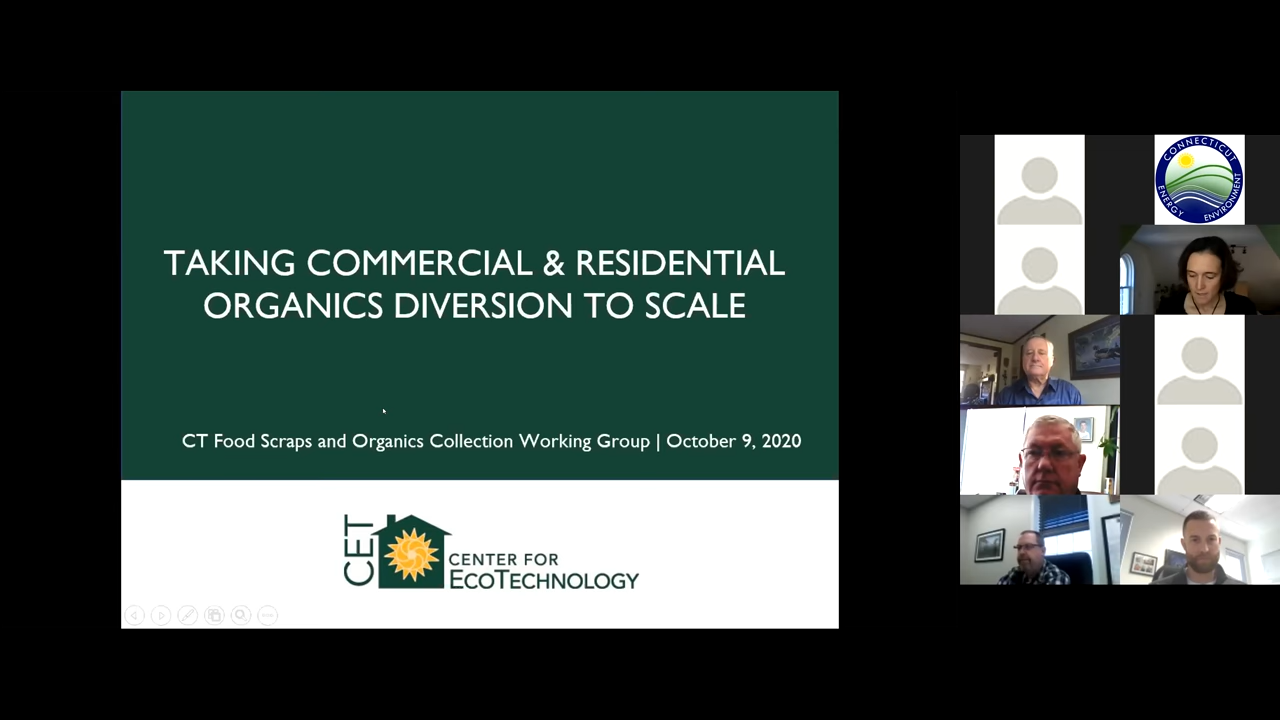 TAKING COMMERCIAL & RESIDENTIAL
ORGANICS DIVERSION TO SCALE
CT Food Scraps and Organics Collection Working Group | October 9, 2020
CET
CENTER FOR
ECOTECHNOLOGY
CONNECTICUT
ENERGY
ENVIRONMENT